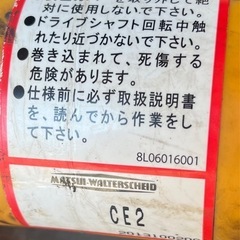 対に使用しないで下さい。
●ドライブシャフト回転中触
れたり近づかないで下さい。
●巻き込まれて、死傷する
危険があります。
●仕様前に必ず取扱説明書
を、読んでから作業をし
て下さい。
8L06016001
MATSUI-WALTERSCHEID
CE2